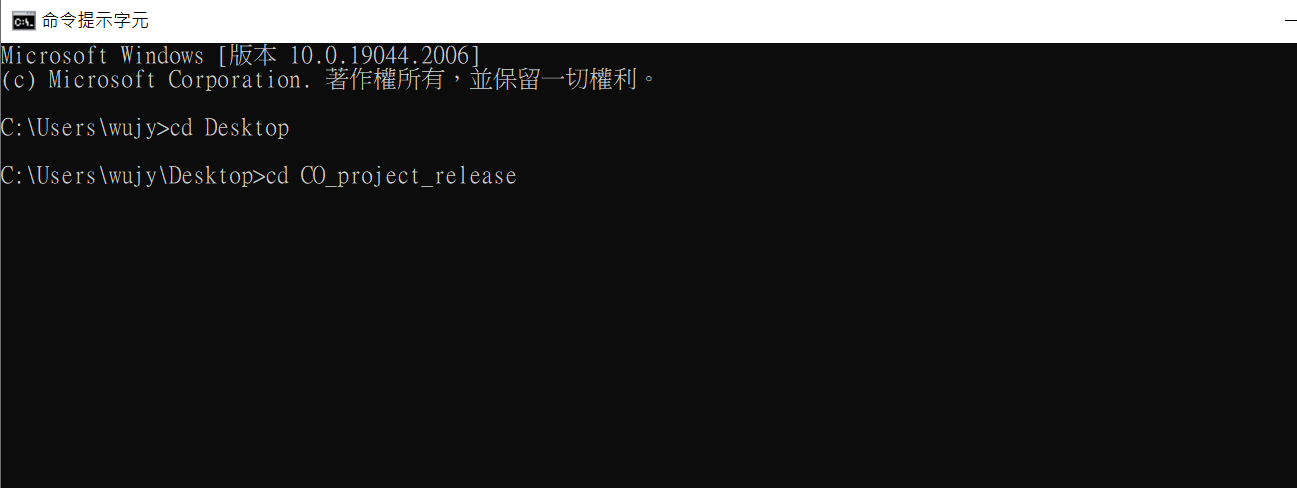 命令提示字元
Microsoft Windows [版本 10.0.19044.2006]
(c) Microsoft Corporation. 著作權所有，並保留一切權利。
C:\Users\wujy>cd Desktop
C:\Users\wujy\Desktop>cd CO_project_release